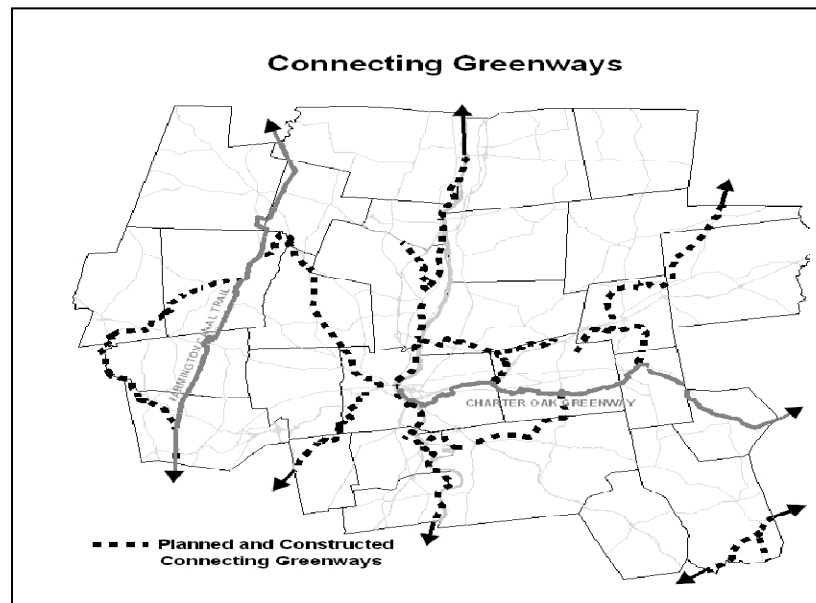 Connecting Greenways
FARMINGTON CANAL TRAIL
CHARTER OAK GREENWAY
Planned and Constructed
Connecting Greenways